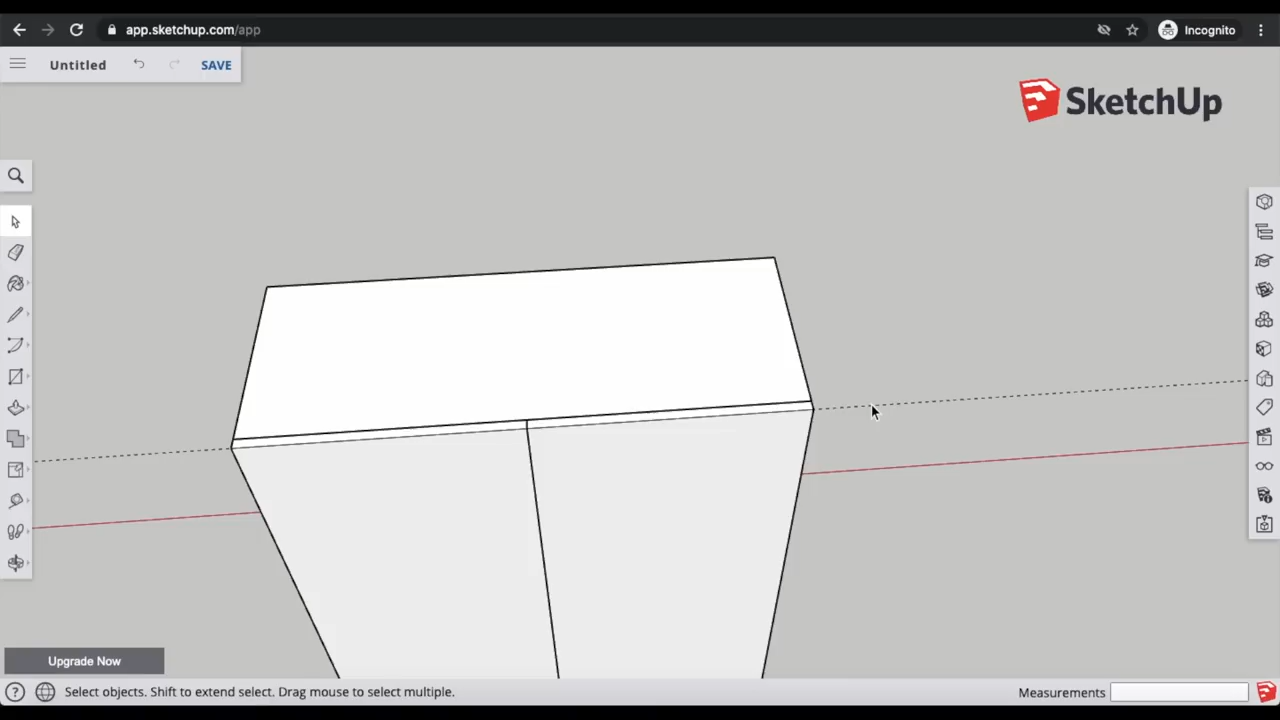 app.sketchup.com/app
Incognito
Untitled
SAVE
SketchUp
Upgrade Now
Select objects. Shift to extend select. Drag mouse to select multiple.
Measurements